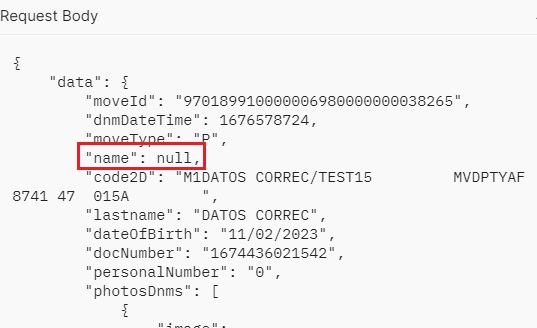 Request Body
{
"data": {
"moveId": "970189910000006980000000038265",
"dnmDateTime": 1676578724,
"moveType": "P",
"name": null,
"code2D": "M1DATOS CORREC/TEST15 MVDPTYAF
8741 47 015A ",
"lastname": "DATOS CORREC",
"dateOfBirth": "11/02/2023",
"docNumber": "1674436021542",
"personalNumber": "0",
"photosDnms": [
{
"image":